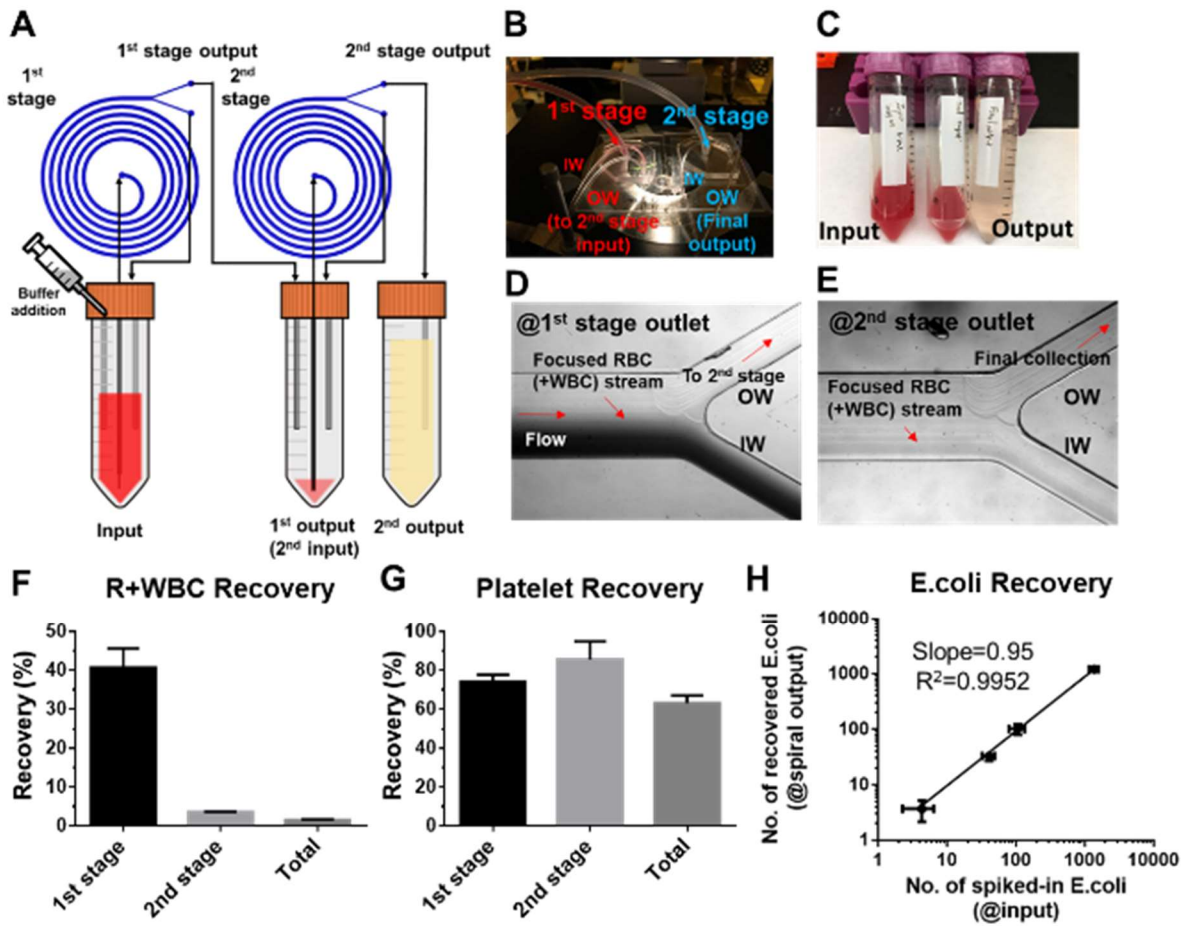 A
1st stage output
2nd stage output
1st
stage
2nd
stage
Buffer
addition
Input
1st output
(2nd input)
2nd output
B
1st stage
2nd stage
IW
IW
OW
(to 2nd stage
input)
OW
(Final
output)
C
Input
Output
D
@1st stage outlet
Focused RBC
(+WBC) stream
To 2nd stage
OW
Flow
IW
E
@2nd stage outlet
Final collection
Focused RBC
(+WBC) stream
OW
IW
F
R+WBC Recovery
Recovery (%)
50
40
30
20
10
0
1st stage
2nd stage
Total
G
Platelet Recovery
Recovery (%)
100
80
60
40
20
0
1st stage
2nd stage
Total
H
E.coli Recovery
No. of recovered E.coli
(@spiral output)
10000
1000
100
10
1
Slope=0.95
R²=0.9952
1 10 100 1000 10000
No. of spiked-in E.coli
(@input)